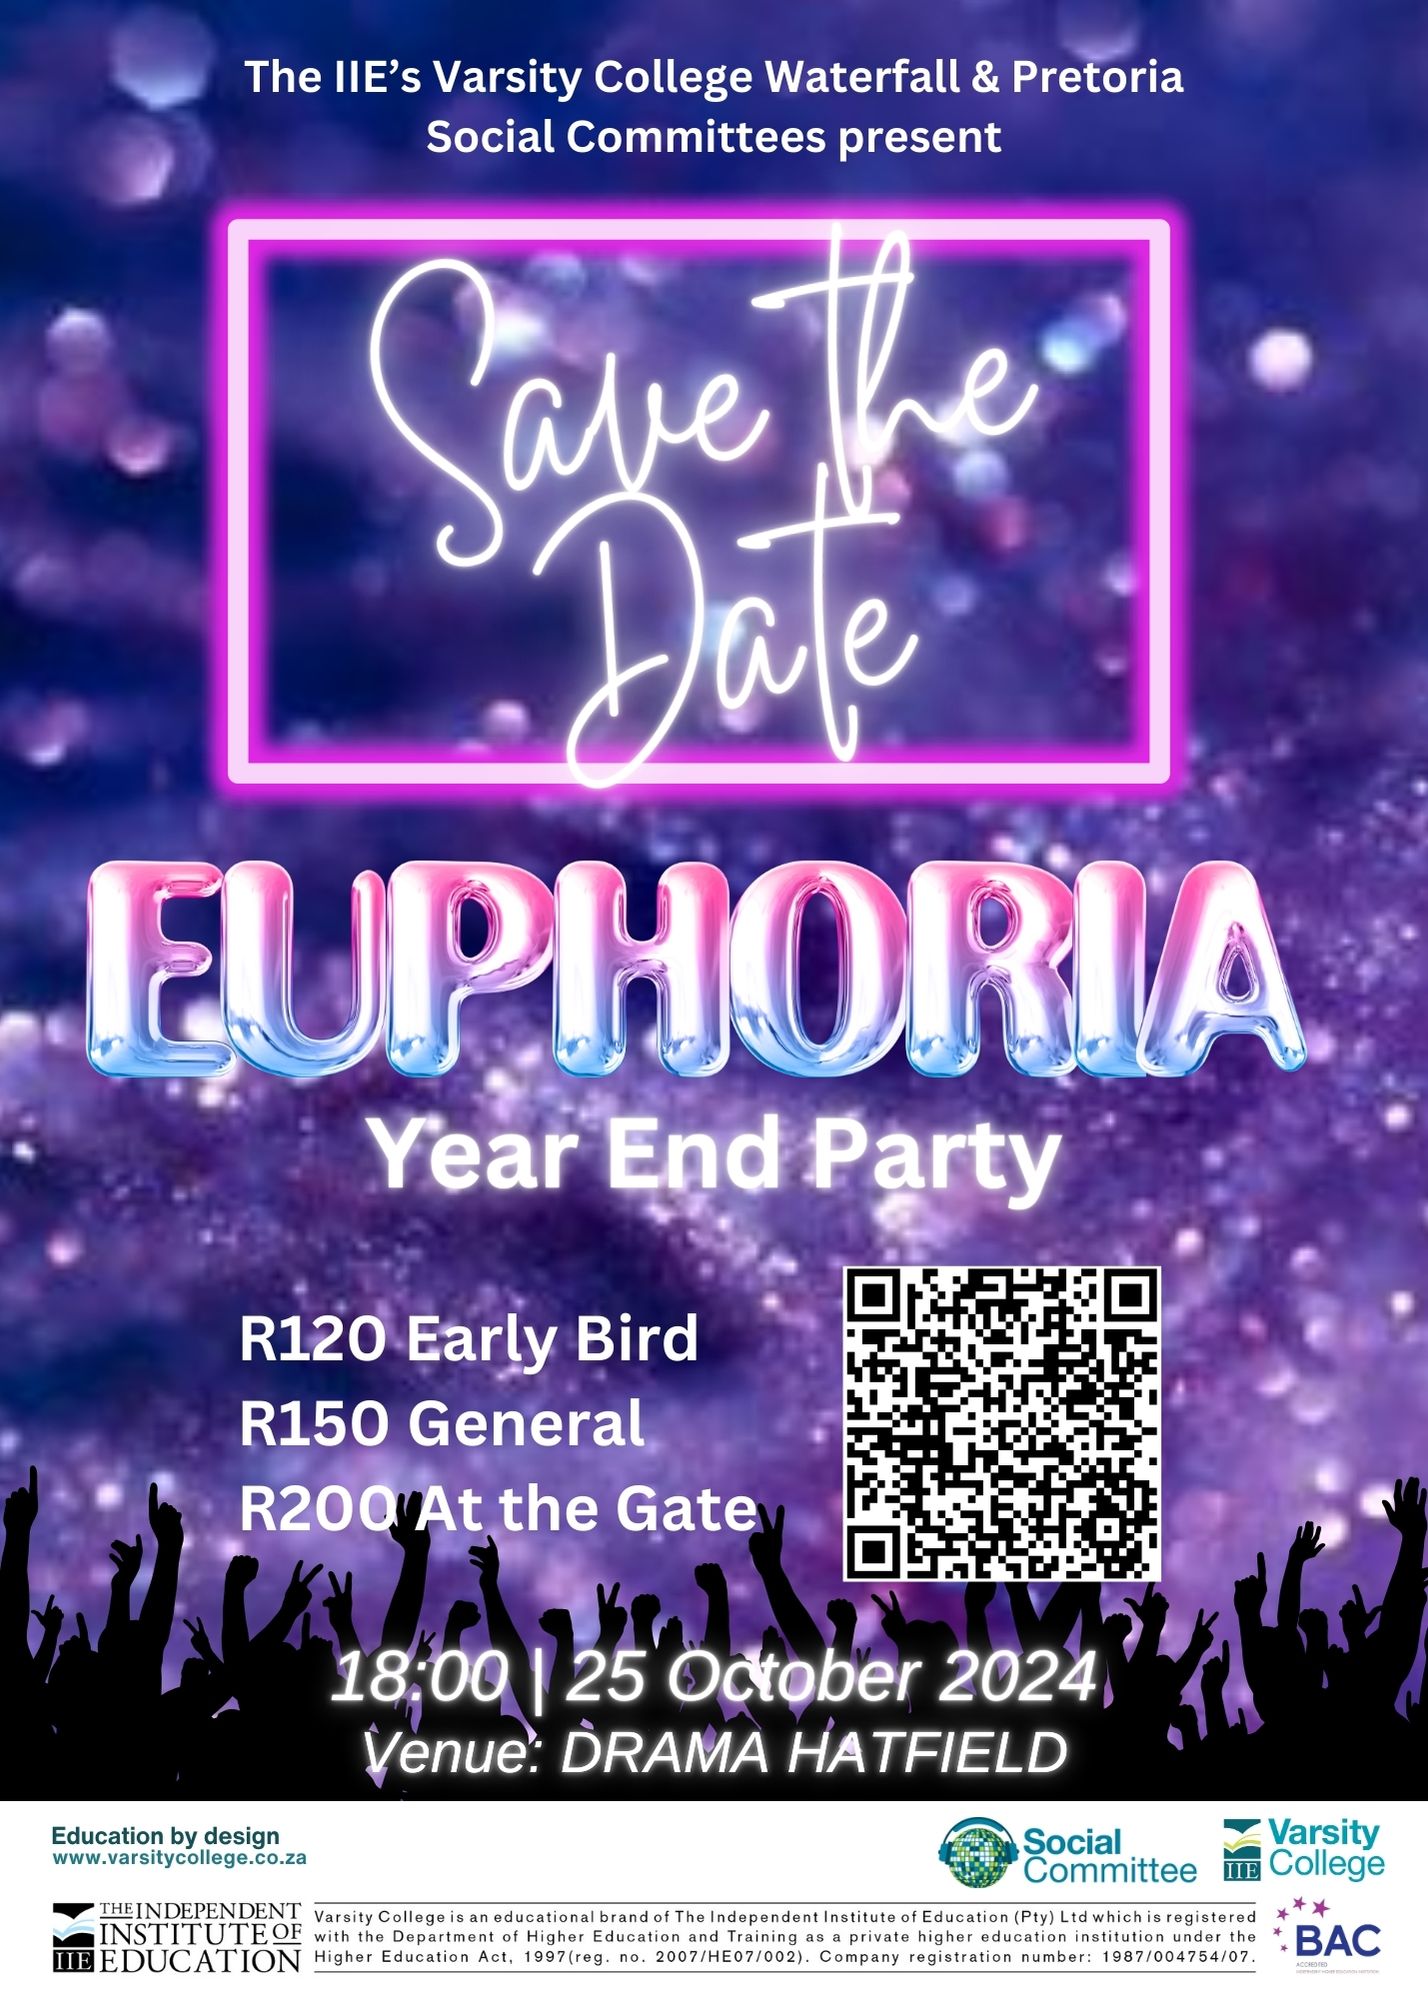 The IIE’s Varsity College Waterfall & Pretoria
Social Committees present
Save the
Date
EUPHORIA
Year End Party
R120 Early Bird
R150 General
R200 At the Gate
18:00 | 25 October 2024
Venue: DRAMA HATFIELD
Education by design
www.varsitycollege.co.za
Social
Committee
Varsity
College
IIE
THE INDEPENDENT
INSTITUTE OF
IIE EDUCATION
Varsity College is an educational brand of The Independent Institute of Education (Pty) Ltd which is registered
with the Department of Higher Education and Training as a private higher education institution under the
Higher Education Act, 1997(reg. no. 2007/HE07/002). Company registration number: 1987/004754/07.
BAC
ACCREDITED